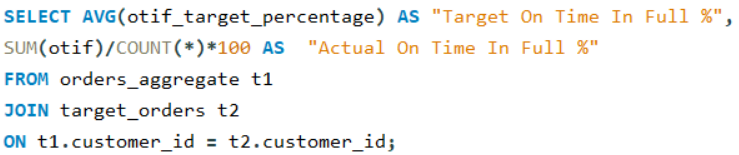 SELECT AVG(otif_target_percentage) AS "Target On Time In Full %",
SUM(otif)/COUNT(*)*100 AS  "Actual On Time In Full %"
FROM orders_aggregate t1
JOIN target_orders t2
ON t1.customer_id = t2.customer_id;